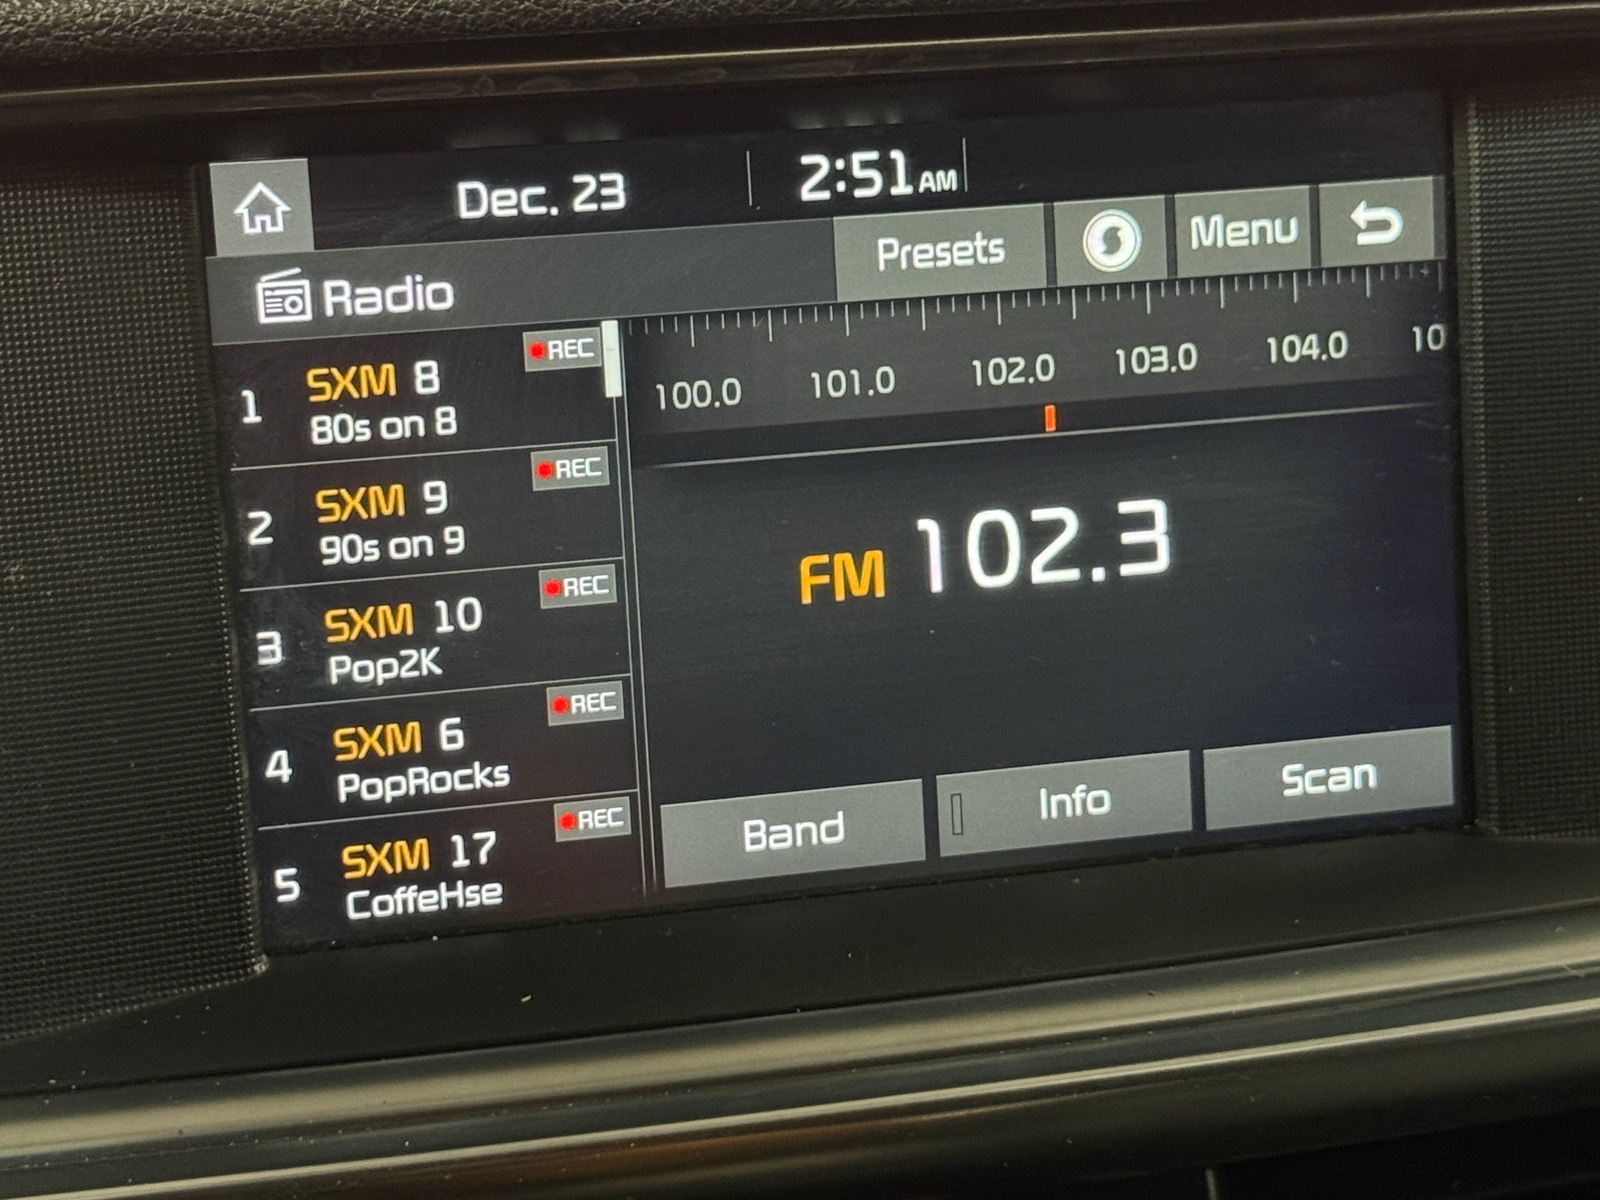 Dec. 23
2:51 AM
Presets
Menu
Radio
1
SXM 8
80s on 8
REC
2
SXM 9
90s on 9
REC
3
SXM 10
Pop2K
REC
4
SXM 6
PopRocks
REC
5
SXM 17
CoffeHse
REC
100.0 101.0 102.0 103.0 104.0 10
FM 102.3
Band
Info
Scan